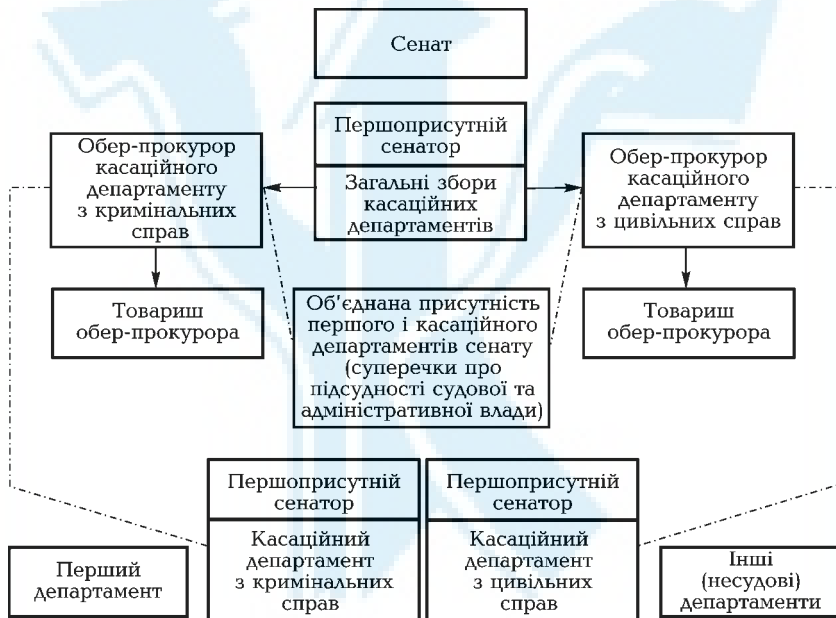 Сенат
Першоприсутній
сенатор
Загальні збори
касаційних
департаментів
Обер-прокурор
касаційного
департаменту
з кримінальних
справ
Обер-прокурор
касаційного
департаменту
з цивільних справ
Товариш
обер-прокурора
Об’єднана присутність
першого і касаційного
департаментів сенату
(суперечки про
підсудності судової та
адміністративної влади)
Товариш
обер-прокурора
Першоприсутній
сенатор
Касаційний
департамент
з кримінальних
справ
Першоприсутній
сенатор
Касаційний
департамент
з цивільних
справ
Перший
департамент
Інші
(несудові)
департаменти